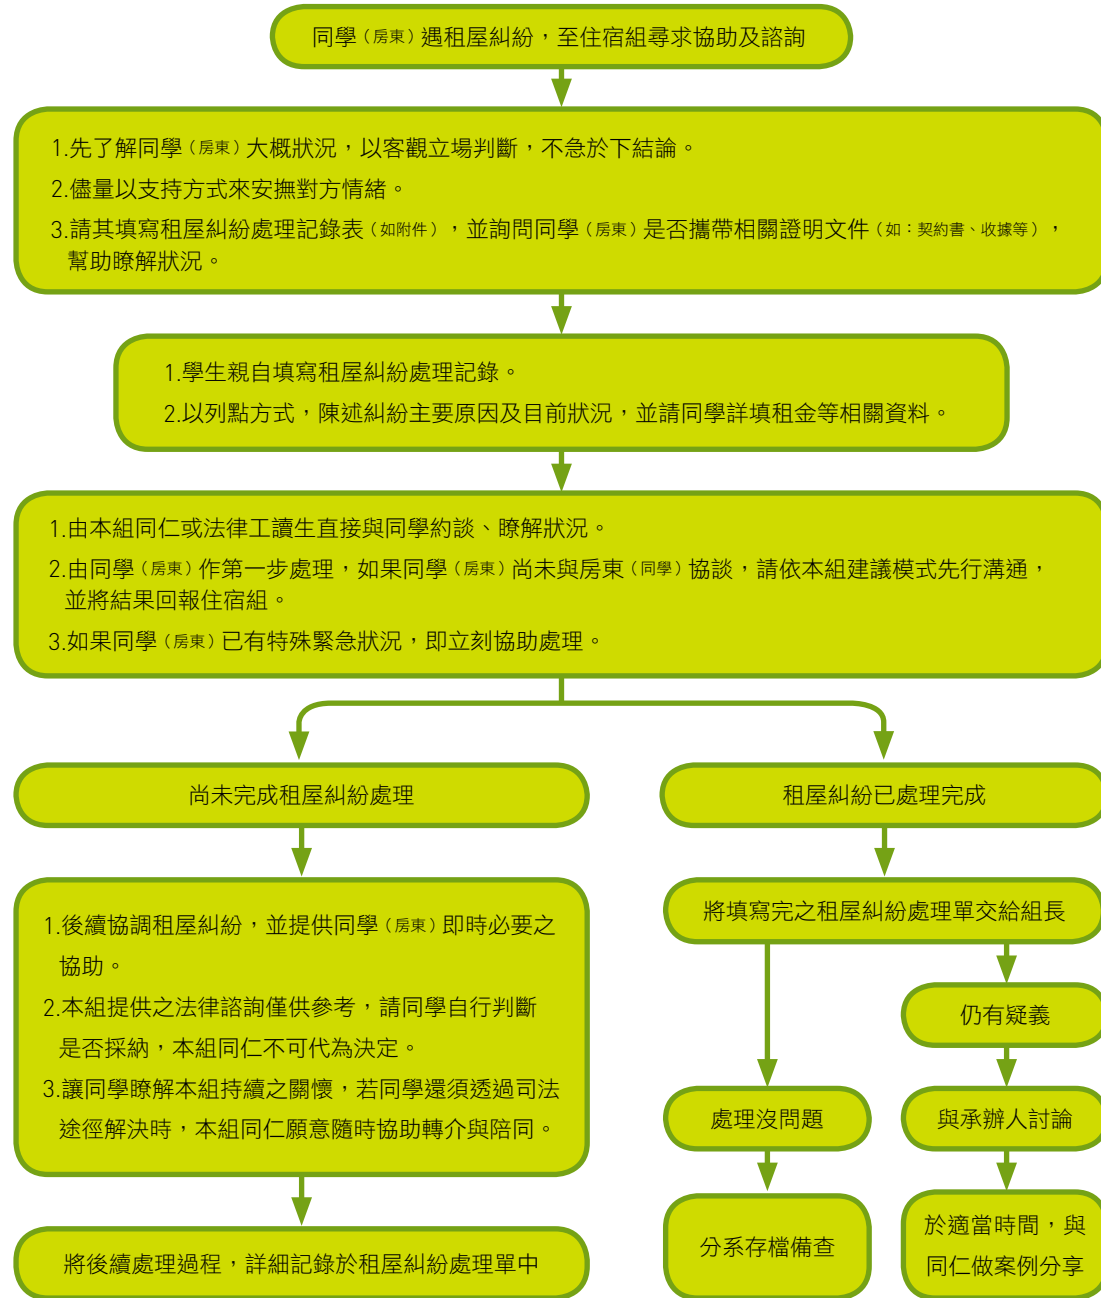 同學（房東）遇租屋糾紛，至住宿組尋求協助及諮詢
1.先了解同學（房東）大概狀況，以客觀立場判斷，不急於下結論。
2.儘量以支持方式來安撫對方情緒。
3.請其填寫租屋糾紛處理記錄表（如附件），並詢問同學（房東）是否攜帶相關證明文件（如：契約書、收據等），
幫助瞭解狀況。
1.學生親自填寫租屋糾紛處理記錄。
2.以列點方式，陳述糾紛主要原因及目前狀況，並請同學詳填租金等相關資料。
1.由本組同仁或法律工讀生直接與同學約談、瞭解狀況。
2.由同學（房東）作第一步處理，如果同學（房東）尚未與房東（同學）協談，請依本組建議模式先行溝通，
並將結果回報住宿組。
3.如果同學（房東）已有特殊緊急狀況，即立刻協助處理。
尚未完成租屋糾紛處理
1.後續協調租屋糾紛，並提供同學（房東）即時必要之
協助。
2.本組提供之法律諮詢僅供參考，請同學自行判斷
是否採納，本組同仁不可代為決定。
3.讓同學瞭解本組持續之關懷，若同學還須透過司法
途徑解決時，本組同仁願意隨時協助轉介與陪同。
將後續處理過程，詳細記錄於租屋糾紛處理單中
租屋糾紛已處理完成
將填寫完之租屋糾紛處理單交給組長
處理沒問題
分系存檔備查
仍有疑義
與承辦人討論
於適當時間，與
同仁做案例分享